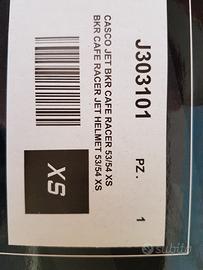 J303101
PZ. 1
CASCO JET BKR CAFE RACER 53/54 XS
BKR CAFE RACER JET HELMET 53/54 XS
XS
subito